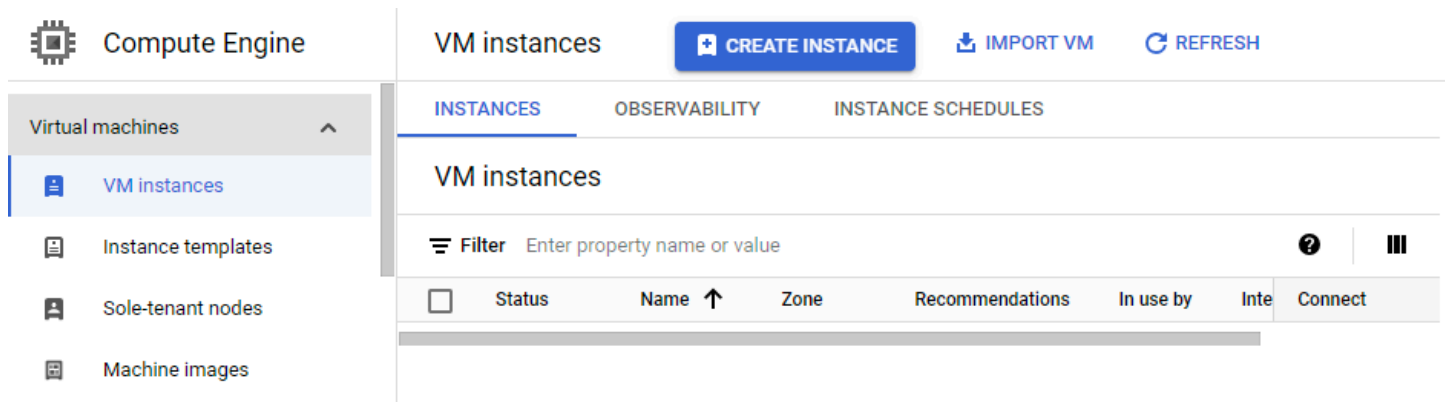 Compute Engine
VM instances
CREATE INSTANCE
IMPORT VM
REFRESH
Virtual machines
VM instances
Instance templates
Sole-tenant nodes
Machine images
INSTANCES
OBSERVABILITY
INSTANCE SCHEDULES
VM instances
Filter Enter property name or value
Status Name Zone Recommendations In use by Inte Connect